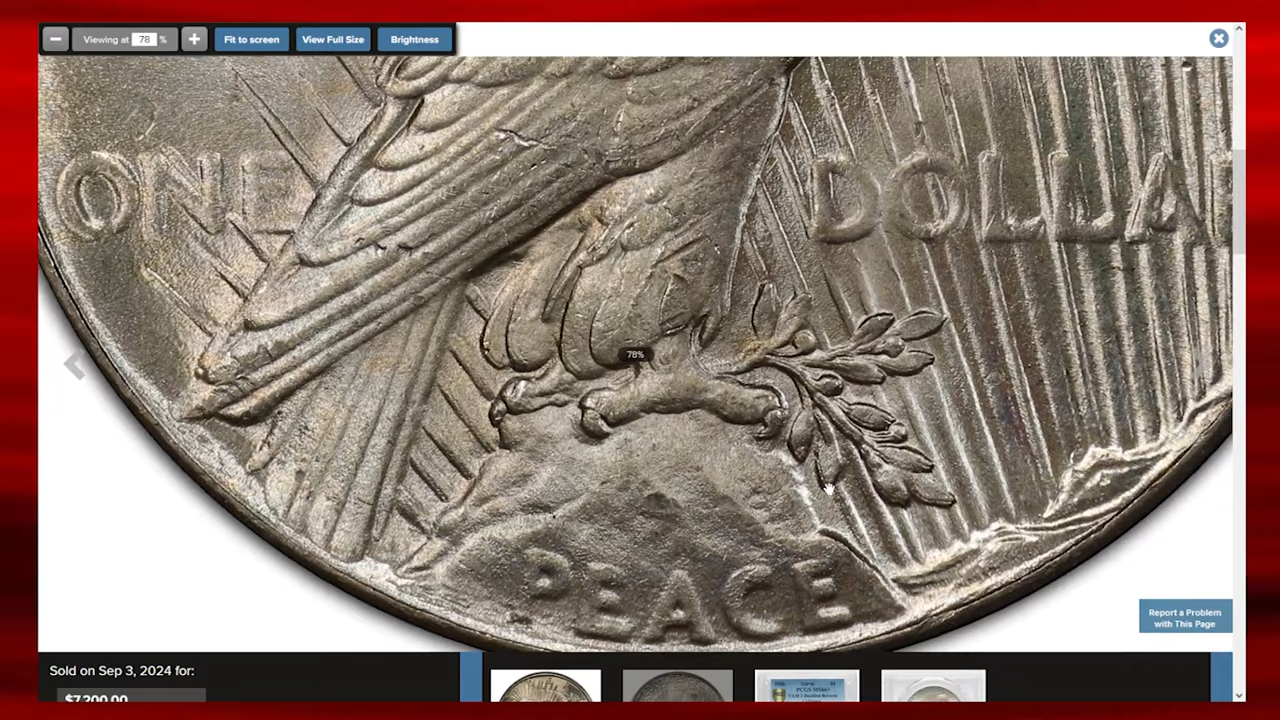 Viewing at 78 %
Fit to screen
View Full Size
Brightness
ONE DOLLAR
78%
PEACE
Report a Problem
with This Page
Sold on Sep 3, 2024 for:
$7,200.00